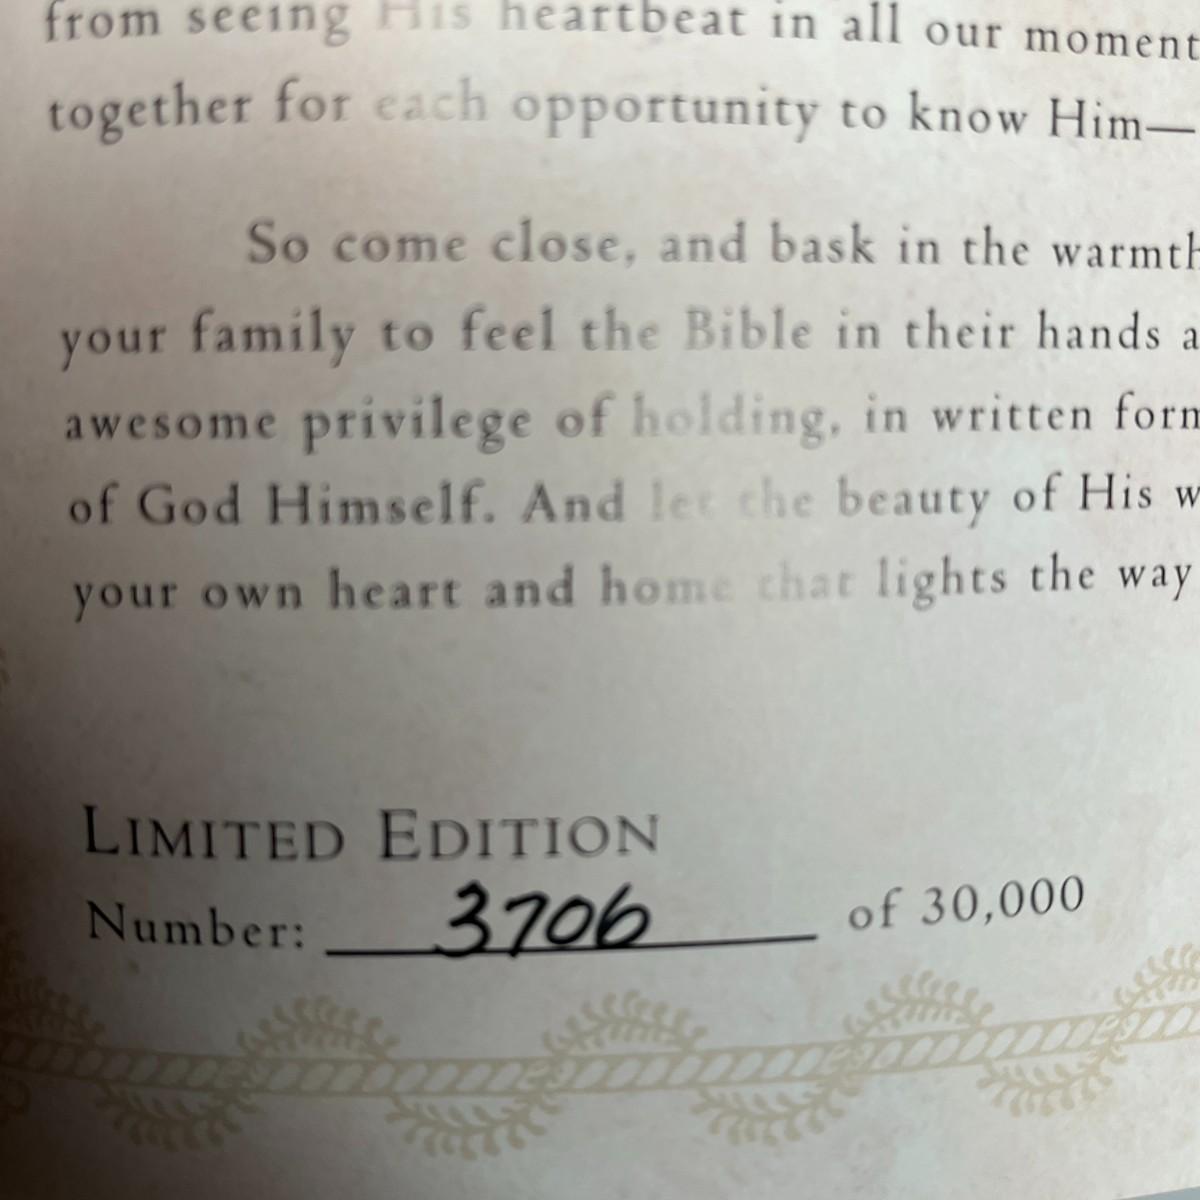 from seeing His heartbeat in all our moment
together for each opportunity to know Him—
So come close, and bask in the warmth
your family to feel the Bible in their hands a
awesome privilege of holding, in written form
of God Himself. And let the beauty of His w
your own heart and home that lights the way
LIMITED EDITION
Number: 3706 of 30,000